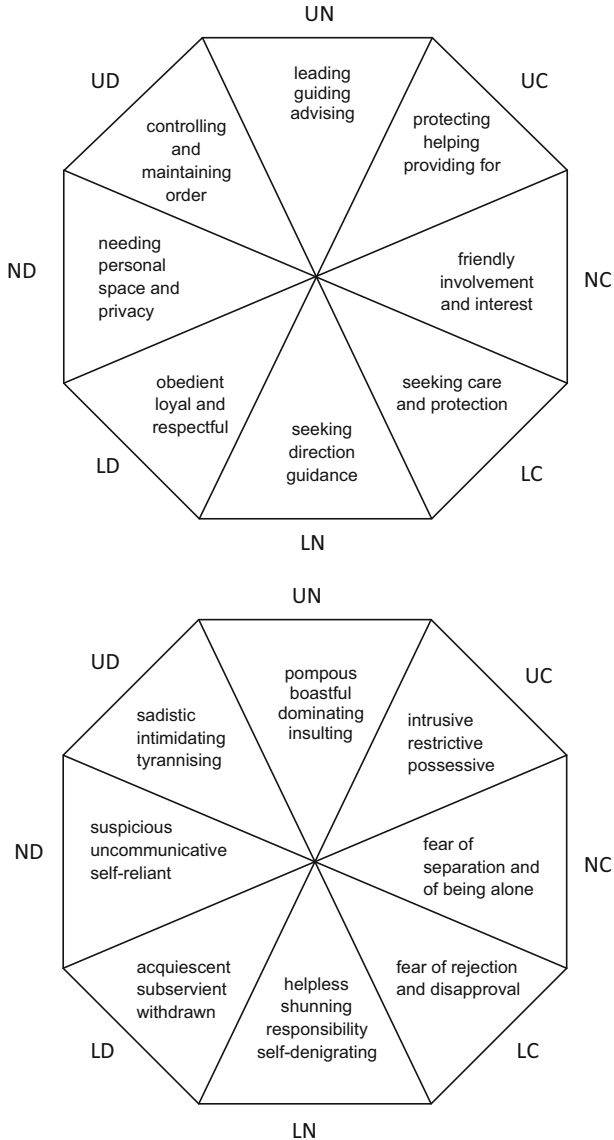 UN
UD
UC
leading
guiding
advising
controlling
and
maintaining
order
protecting
helping
providing for
ND
needing
personal
space and
privacy
friendly
involvement
and interest
NC
obedient
loyal and
respectful
seeking
direction
guidance
seeking care
and protection
LD
LC
LN
UN
UD
UC
pompous
boastful
dominating
insulting
sadistic
intimidating
tyrannising
intrusive
restrictive
possessive
ND
suspicious
uncommunicative
self-reliant
fear of
separation and
of being alone
NC
acquiescent
subservient
withdrawn
helpless
shunning
responsibility
self-denigrating
fear of rejection
and disapproval
LD
LC
LN